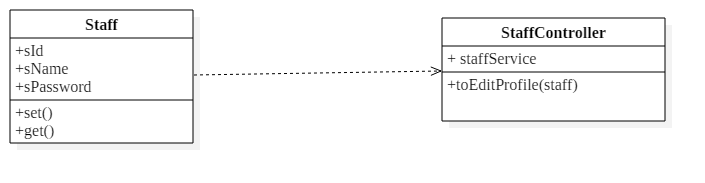 Staff
+sId
+sName
+sPassword
+set()
+get()
StaffController
+ staffService
+toEditProfile(staff)